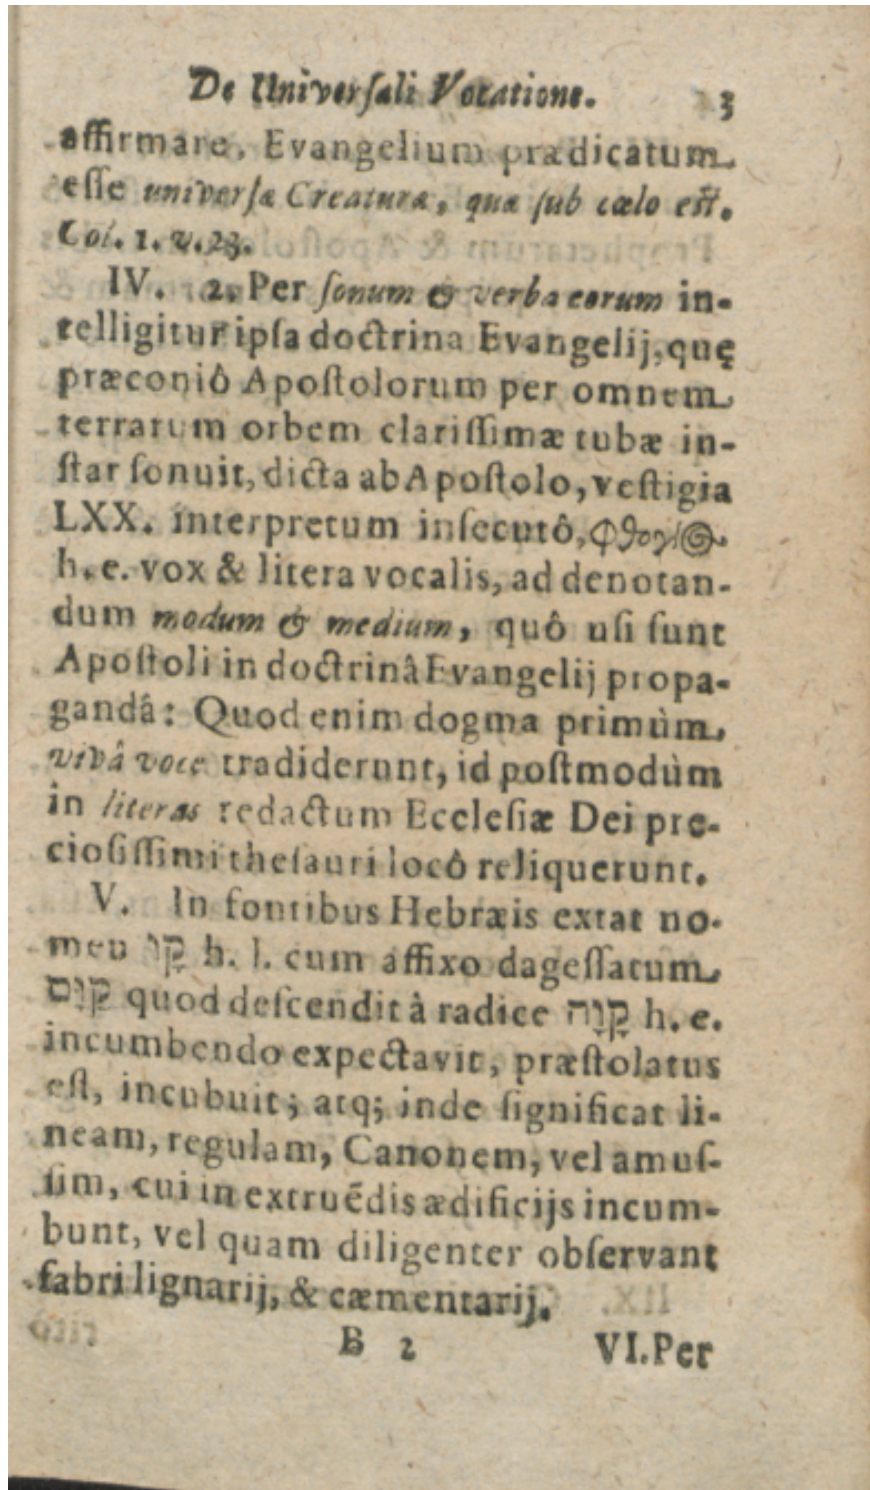 De Universali Vocatione. 3
affirmare, Evangelium prædicatum
esſe univerſæ Creaturæ, quæ ſub cœlo eſt.
Col. 1. v. 23.
IV. 2. Per ſonum & verba eorum in-
telligitur ipſa doctrina Evangelij, quę
præconiô Apoſtolorum per omnem
terrarum orbem clariſſimæ tubæ in-
ſtar ſonuit, dicta ab Apoſtolo, veſtigia
LXX. interpretum inſecutô, φθογγ〈〉
h. e. vox & litera vocalis, ad denotan-
dum modum & medium, quô uſi ſunt
Apoſtoli in doctrinâ Evangelij propa-
gandâ: Quod enim dogma primùm
vivâ voce tradiderunt, id poſtmodùm
in literas redactum Eccleſiæ Dei pre-
cioſiſſimi theſauri locô reliquerunt.
V. In fontibus Hebræis extat no-
men קָו h. l. cum affixo dageſſatum
קַוָּם quod deſcendit à radice קָוָה h. e.
incumbendo expectavit, præſtolatus
eſt, incubuit; atq; inde ſignificat li-
neam, regulam, Canonem, vel amuſ-
ſim, cui in extruēdis ædificijs incum-
bunt, vel quam diligenter obſervant
fabri lignarij, & cæmentarij.
B 2 VI. Per